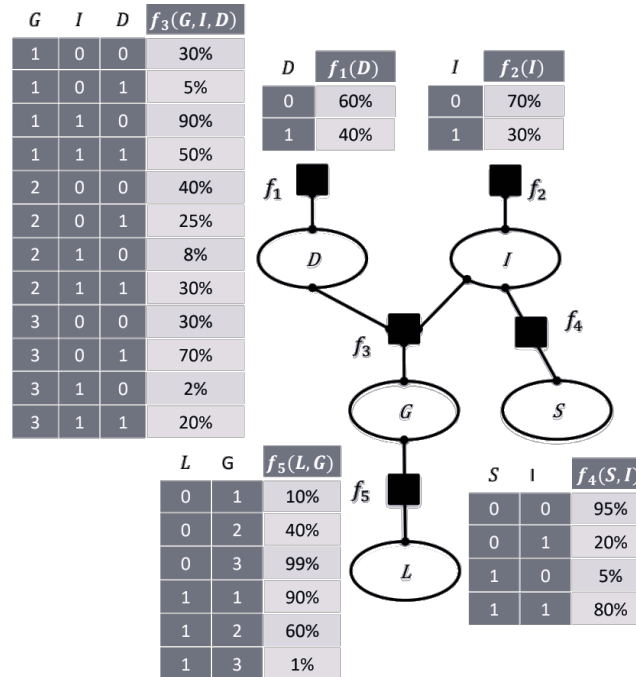 G I D f₃(G, I, D)
1 0 0 30%
1 0 1 5%
1 1 0 90%
1 1 1 50%
2 0 0 40%
2 0 1 25%
2 1 0 8%
2 1 1 30%
3 0 0 30%
3 0 1 70%
3 1 0 2%
3 1 1 20%
D f₁(D)
0 60%
1 40%
I f₂(I)
0 70%
1 30%
f₁
f₂
D
I
f₃
f₄
G
S
f₅
L
L G f₅(L, G)
0 1 10%
0 2 40%
0 3 99%
1 1 90%
1 2 60%
1 3 1%
S I f₄(S, I)
0 0 95%
0 1 20%
1 0 5%
1 1 80%